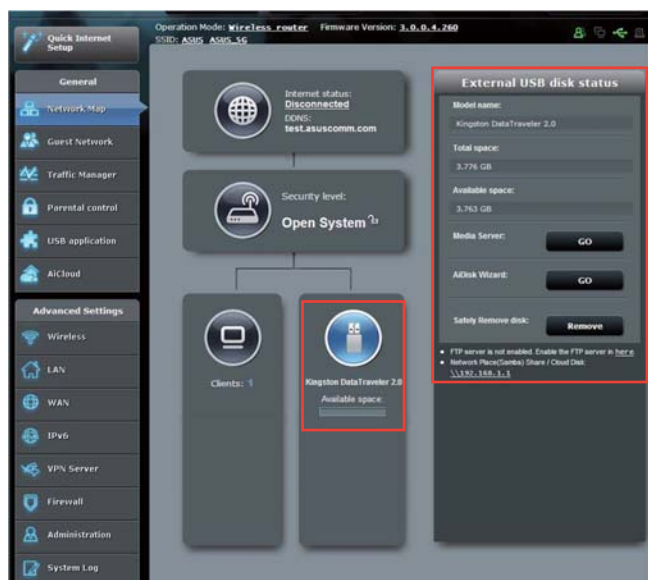 Operation Mode: Wireless router Firmware Version: 3.0.0.4.260
SSID: ASUS ASUS_5G
Quick Internet
Setup
General
Network Map
Guest Network
Traffic Manager
Parental control
USB application
AiCloud
Advanced Settings
Wireless
LAN
WAN
IPv6
VPN Server
Firewall
Administration
System Log
Internet status:
Disconnected
DDNS:
test.asuscomm.com
Security level:
Open System
Clients: 1
Kingston DataTraveler 2.0
Available space:
External USB disk status
Model name:
Kingston DataTraveler 2.0
Total space:
3.776 GB
Available space:
3.763 GB
Media Server: GO
AiDisk Wizard: GO
Safely Remove disk: Remove
FTP server is not enabled. Enable the FTP server in here.
Network Place(Samba) Share / Cloud Disk:
\\192.168.1.1